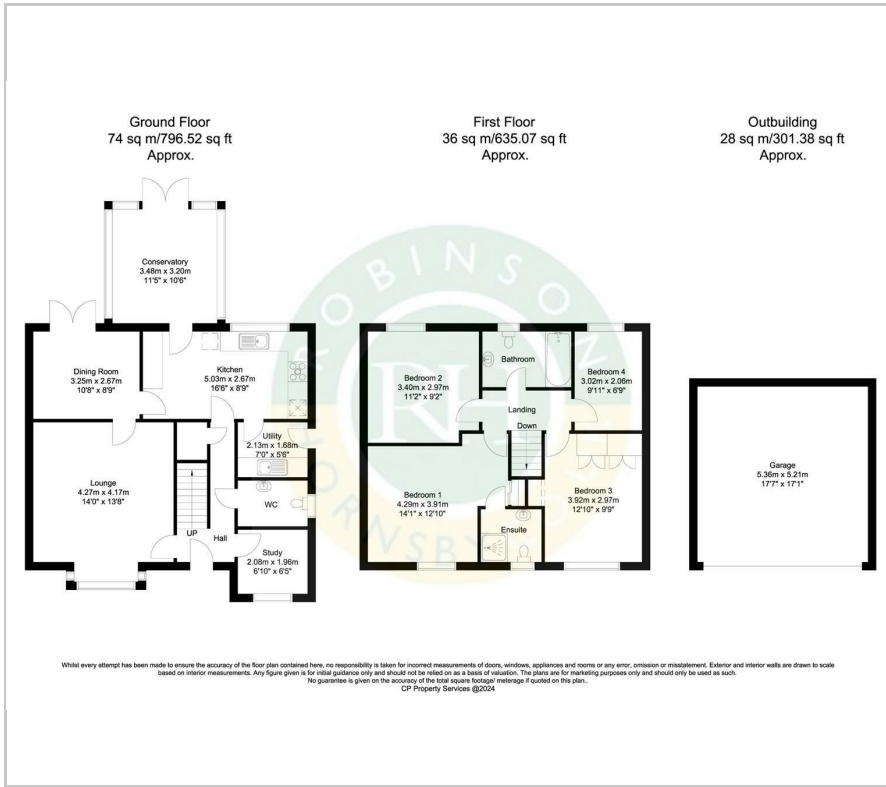 Ground Floor
74 sq m/796.52 sq ft
Approx.
First Floor
36 sq m/635.07 sq ft
Approx.
Outbuilding
28 sq m/301.38 sq ft
Approx.
Conservatory
3.48m x 3.20m
11'5" x 10'6"
Dining Room
3.25m x 2.67m
10'8" x 8'9"
Kitchen
5.03m x 2.67m
16'6" x 8'9"
Utility
2.13m x 1.68m
7'0" x 5'6"
Lounge
4.27m x 4.17m
14'0" x 13'8"
WC
UP
Hall
Study
2.08m x 1.96m
6'10" x 6'5"
Bedroom 2
3.40m x 2.97m
11'2" x 9'2"
Bathroom
Bedroom 4
3.02m x 2.06m
9'11" x 6'9"
Landing
Down
Bedroom 1
4.29m x 3.91m
14'1" x 12'10"
Bedroom 3
3.92m x 2.97m
12'10" x 9'9"
Ensuite
Garage
5.36m x 5.21m
17'7" x 17'1"
ROBINSON
RH
HORNSBY
Whilst every attempt has been made to ensure the accuracy of the floor plan contained here, no responsibility is taken for incorrect measurements of doors, windows, appliances and rooms or any error, omission or misstatement. Exterior and interior walls are drawn to scale
based on interior measurements. Any figure given is for initial guidance only and should not be relied on as a basis of valuation. The plans are for marketing purposes only and should only be used as such.
No guarantee is given on the accuracy of the total square footage/ meterage if quoted on this plan..
CP Property Services @2024